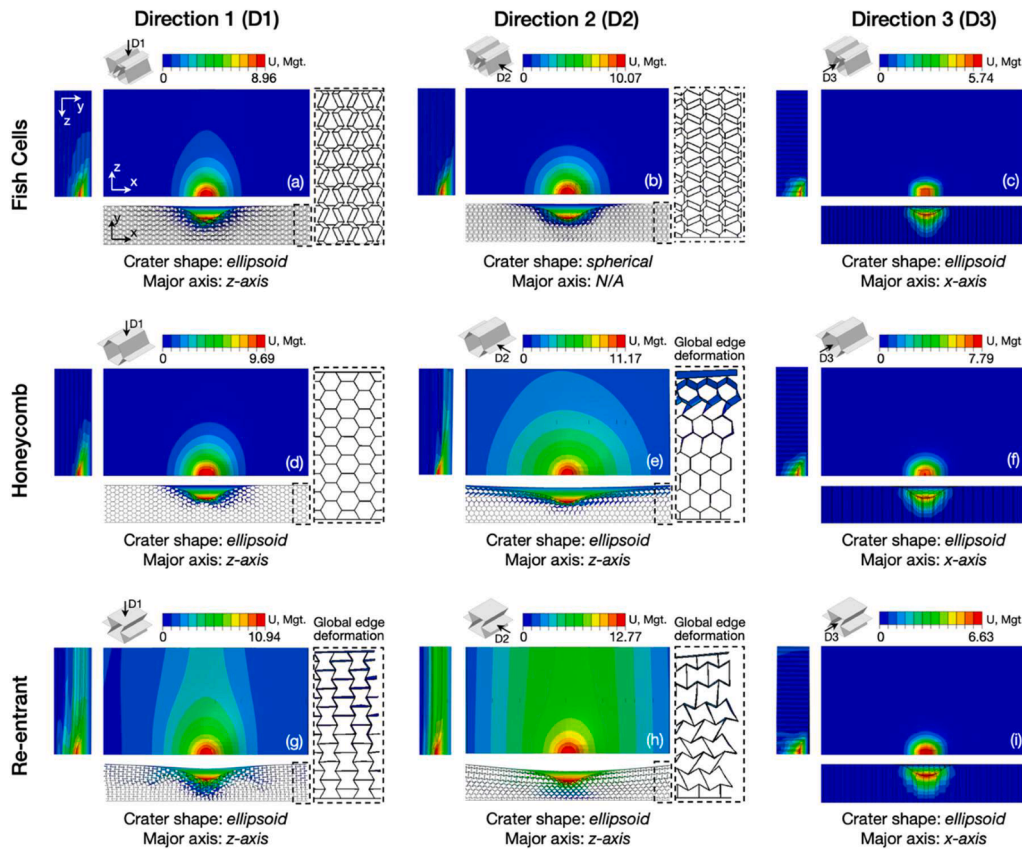 Direction 1 (D1)
Direction 2 (D2)
Direction 3 (D3)
Fish Cells
D1
U, Mgt.
0
8.96
y
z
z
x
y
x
(a)
Crater shape: ellipsoid
Major axis: z-axis
D2
U, Mgt.
0
10.07
(b)
Crater shape: spherical
Major axis: N/A
D3
U, Mgt.
0
5.74
(c)
Crater shape: ellipsoid
Major axis: x-axis
Honeycomb
D1
U, Mgt.
0
9.69
(d)
Crater shape: ellipsoid
Major axis: z-axis
D2
U, Mgt.
0
11.17
Global edge
deformation
(e)
Crater shape: ellipsoid
Major axis: z-axis
D3
U, Mgt.
0
7.79
(f)
Crater shape: ellipsoid
Major axis: x-axis
Re-entrant
D1
U, Mgt.
0
10.94
Global edge
deformation
(g)
Crater shape: ellipsoid
Major axis: z-axis
D2
U, Mgt.
0
12.77
Global edge
deformation
(h)
Crater shape: ellipsoid
Major axis: z-axis
D3
U, Mgt.
0
6.63
(i)
Crater shape: ellipsoid
Major axis: x-axis